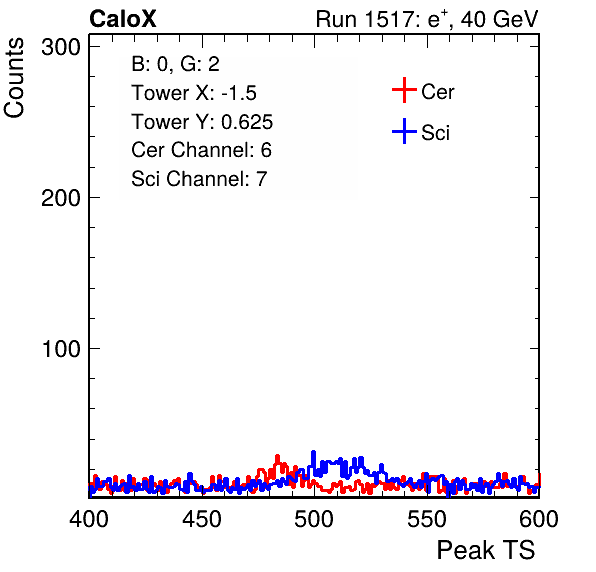 CaloX Run 1517: e⁺, 40 GeV
Counts
300
200
100
B: 0, G: 2
Tower X: -1.5
Tower Y: 0.625
Cer Channel: 6
Sci Channel: 7
Cer
Sci
400 450 500 550 600
Peak TS